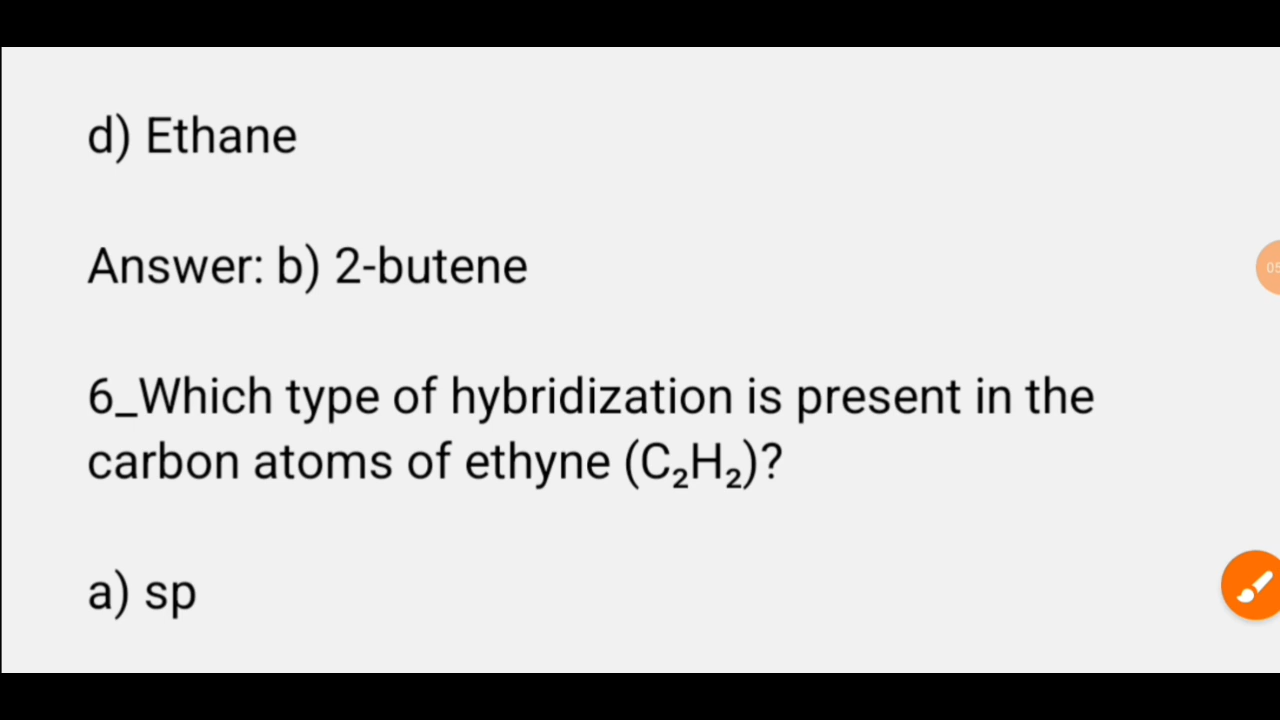 d) Ethane
Answer: b) 2-butene
6_Which type of hybridization is present in the
carbon atoms of ethyne (C₂H₂)?
a) sp